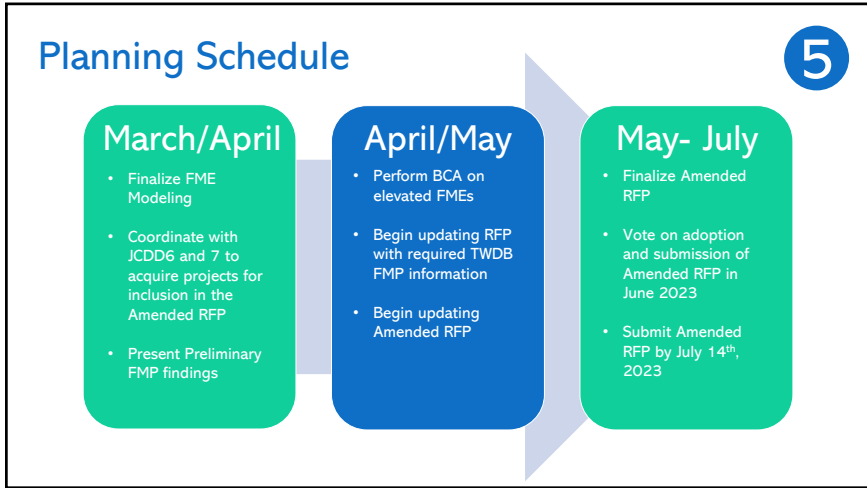 Planning Schedule
5
March/April
• Finalize FME
Modeling
• Coordinate with
JCDD6 and 7 to
acquire projects for
inclusion in the
Amended RFP
• Present Preliminary
FMP findings
April/May
• Perform BCA on
elevated FMEs
• Begin updating RFP
with required TWDB
FMP information
• Begin updating
Amended RFP
May- July
• Finalize Amended
RFP
• Vote on adoption
and submission of
Amended RFP in
June 2023
• Submit Amended
RFP by July 14th,
2023